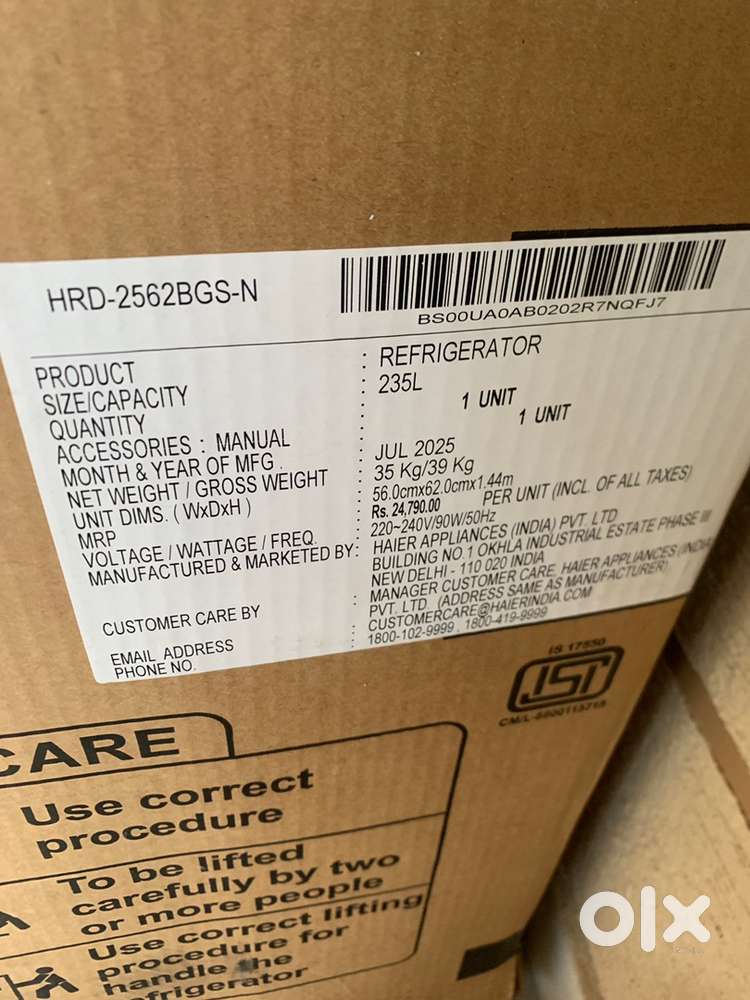 HRD-2562BGS-N
BS00UA0AB0202R7NQFJ7
PRODUCT : REFRIGERATOR
SIZE/CAPACITY : 235L
QUANTITY : 1 UNIT
ACCESSORIES : MANUAL 1 UNIT
MONTH & YEAR OF MFG. : JUL 2025
NET WEIGHT / GROSS WEIGHT : 35 Kg/39 Kg
UNIT DIMS. (WxDxH) : 56.0cmx62.0cmx1.44m
MRP : Rs. 24,790.00 PER UNIT (INCL. OF ALL TAXES)
VOLTAGE / WATTAGE / FREQ. : 220~240V/90W/50Hz
MANUFACTURED & MARKETED BY: HAIER APPLIANCES (INDIA) PVT. LTD
BUILDING NO.1 OKHLA INDUSTRIAL ESTATE PHASE III
NEW DELHI - 110 020 INDIA
CUSTOMER CARE BY : MANAGER CUSTOMER CARE, HAIER APPLIANCES (INDIA
PVT. LTD. (ADDRESS SAME AS MANUFACTURER)
EMAIL ADDRESS : CUSTOMERCARE@HAIERINDIA.COM
PHONE NO. : 1800-102-9999 , 1800-419-9999
IS 17550
ISI
CM/L-6600115718
CARE
Use correct
procedure
To be lifted
carefully by two
or more people
Use correct lifting
procedure for
handle the
refrigerator
olx